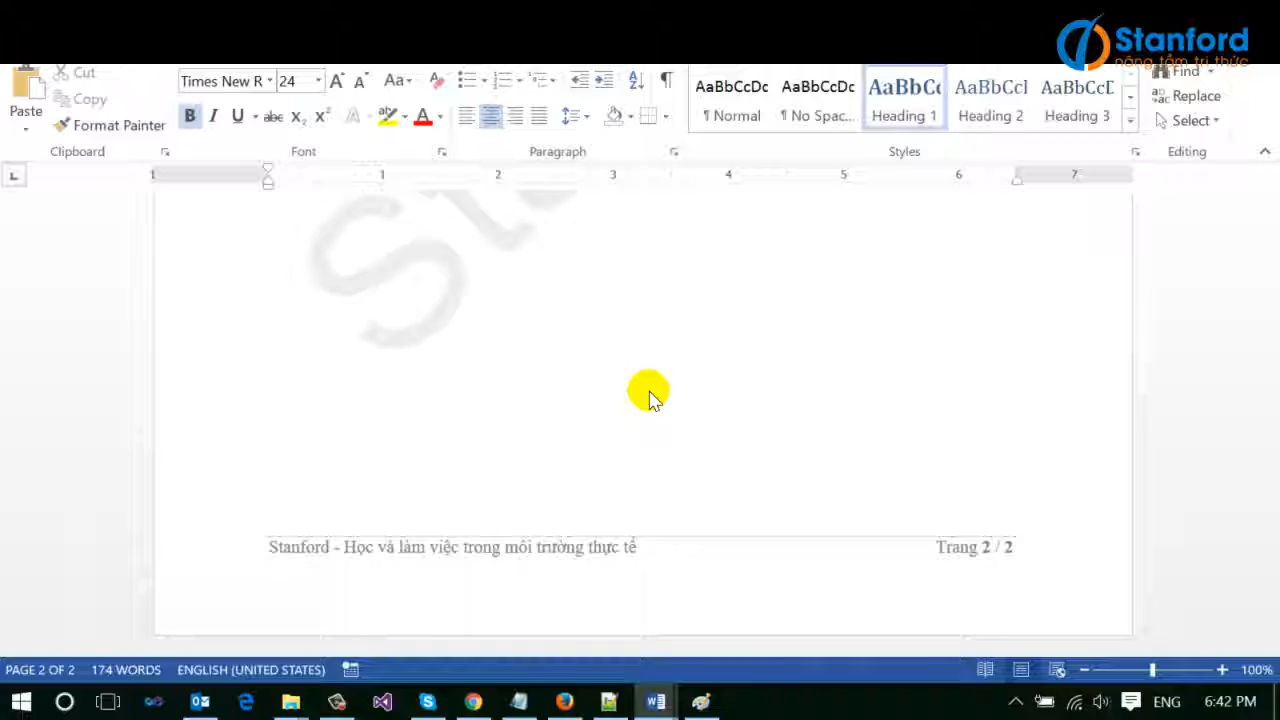 Stanford
nâng tầm tri thức
Cut
Copy
Paste
Format Painter
Clipboard
Times New R
24
Aa
B
U
abc
X₂
X²
A
A
Font
Paragraph
AaBbCcDc
¶ Normal
AaBbCcDc
¶ No Spac...
AaBbCc
Heading 1
AaBbCcI
Heading 2
AaBbCcD
Heading 3
Styles
Find
Replace
Select
Editing
1 1 2 3 4 5 6 7
St
Stanford - Học và làm việc trong môi trường thực tế
Trang 2 / 2
PAGE 2 OF 2
174 WORDS
ENGLISH (UNITED STATES)
100%
ENG
6:42 PM